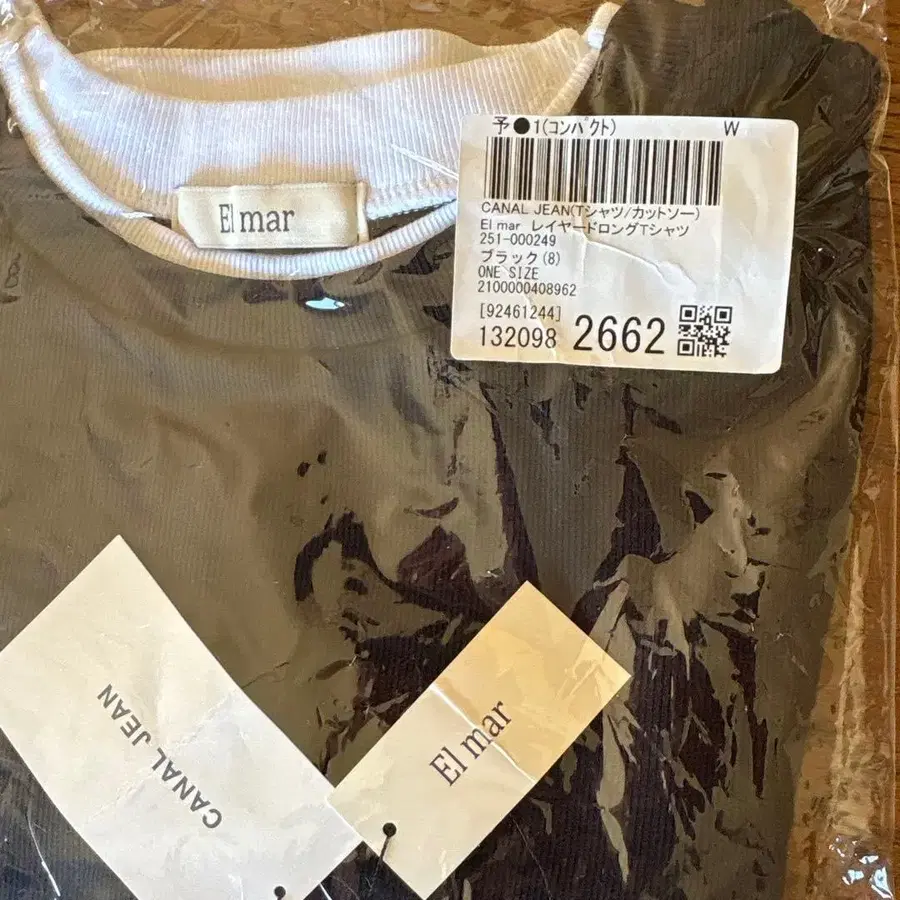 予●1(コンパクト) W
CANAL JEAN(Tシャツ/カットソー)
El mar レイヤードロングTシャツ
251-000249
ブラック(8)
ONE SIZE
2100000408962
[92461244]
132098 2662
El mar
CANAL JEAN
El mar